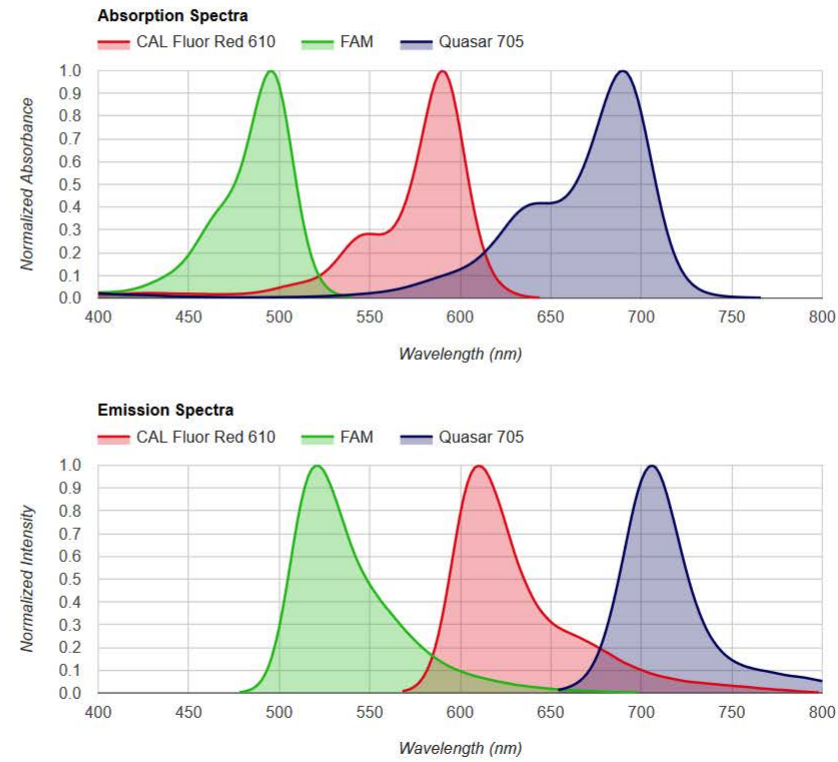 Absorption Spectra
CAL Fluor Red 610 FAM Quasar 705
1.0
0.9
0.8
0.7
0.6
0.5
0.4
0.3
0.2
0.1
0.0
Normalized Absorbance
400 450 500 550 600 650 700 750 800
Wavelength (nm)
Emission Spectra
CAL Fluor Red 610 FAM Quasar 705
1.0
0.9
0.8
0.7
0.6
0.5
0.4
0.3
0.2
0.1
0.0
Normalized Intensity
400 450 500 550 600 650 700 750 800
Wavelength (nm)